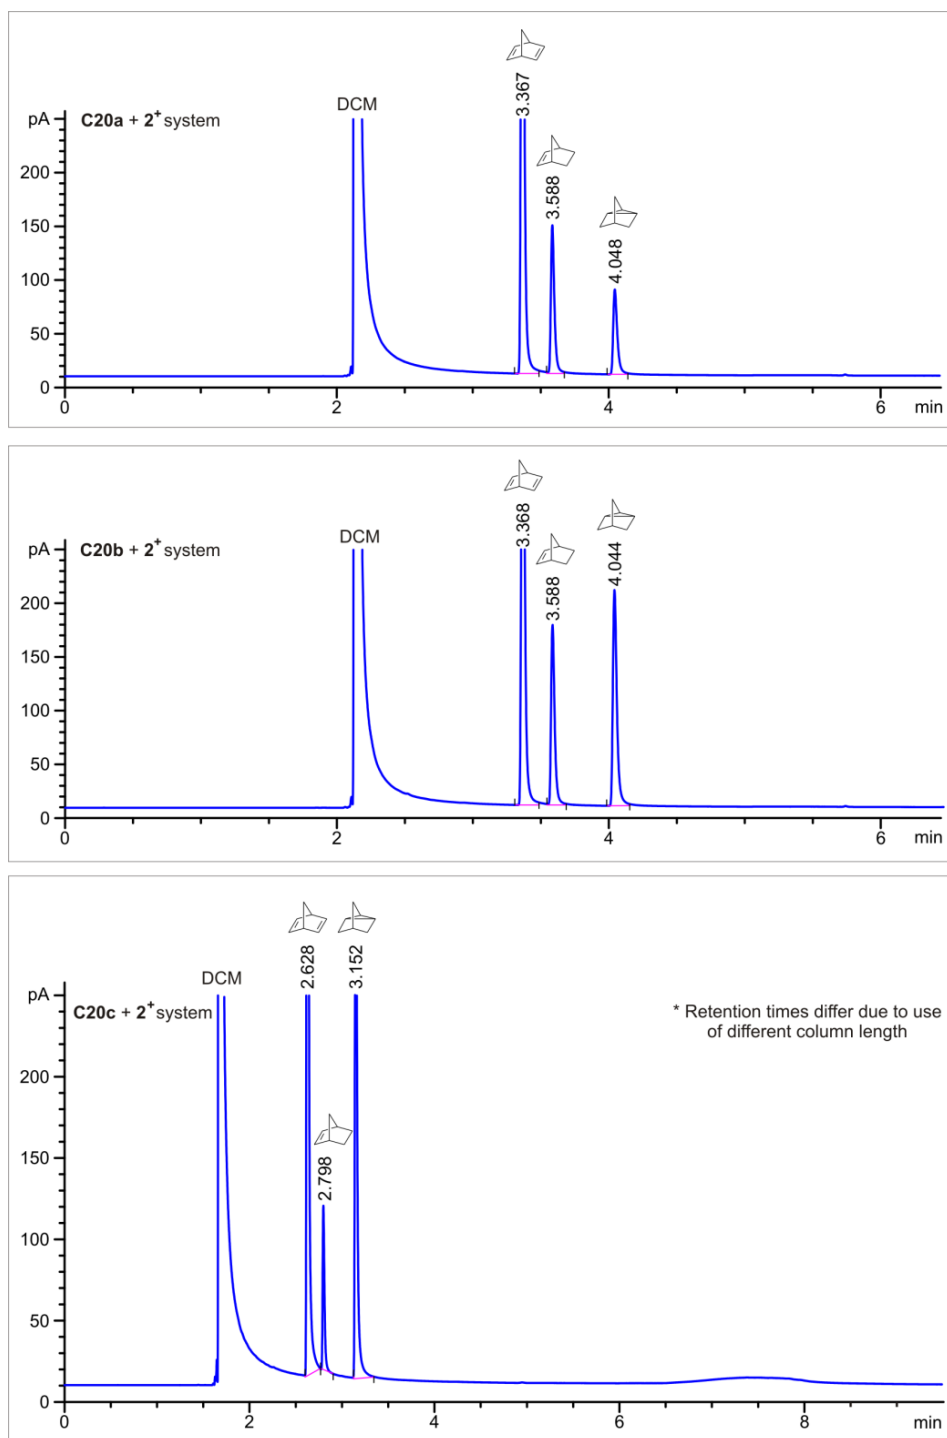 C20a + 2+ system
DCM
3.367
3.588
4.048
pA
200
150
100
50
0
0 2 4 6 min
C20b + 2+ system
DCM
3.368
3.588
4.044
pA
200
150
100
50
0
0 2 4 6 min
C20c + 2+ system
DCM
2.628
2.798
3.152
* Retention times differ due to use
of different column length
pA
200
150
100
50
0
0 2 4 6 8 min